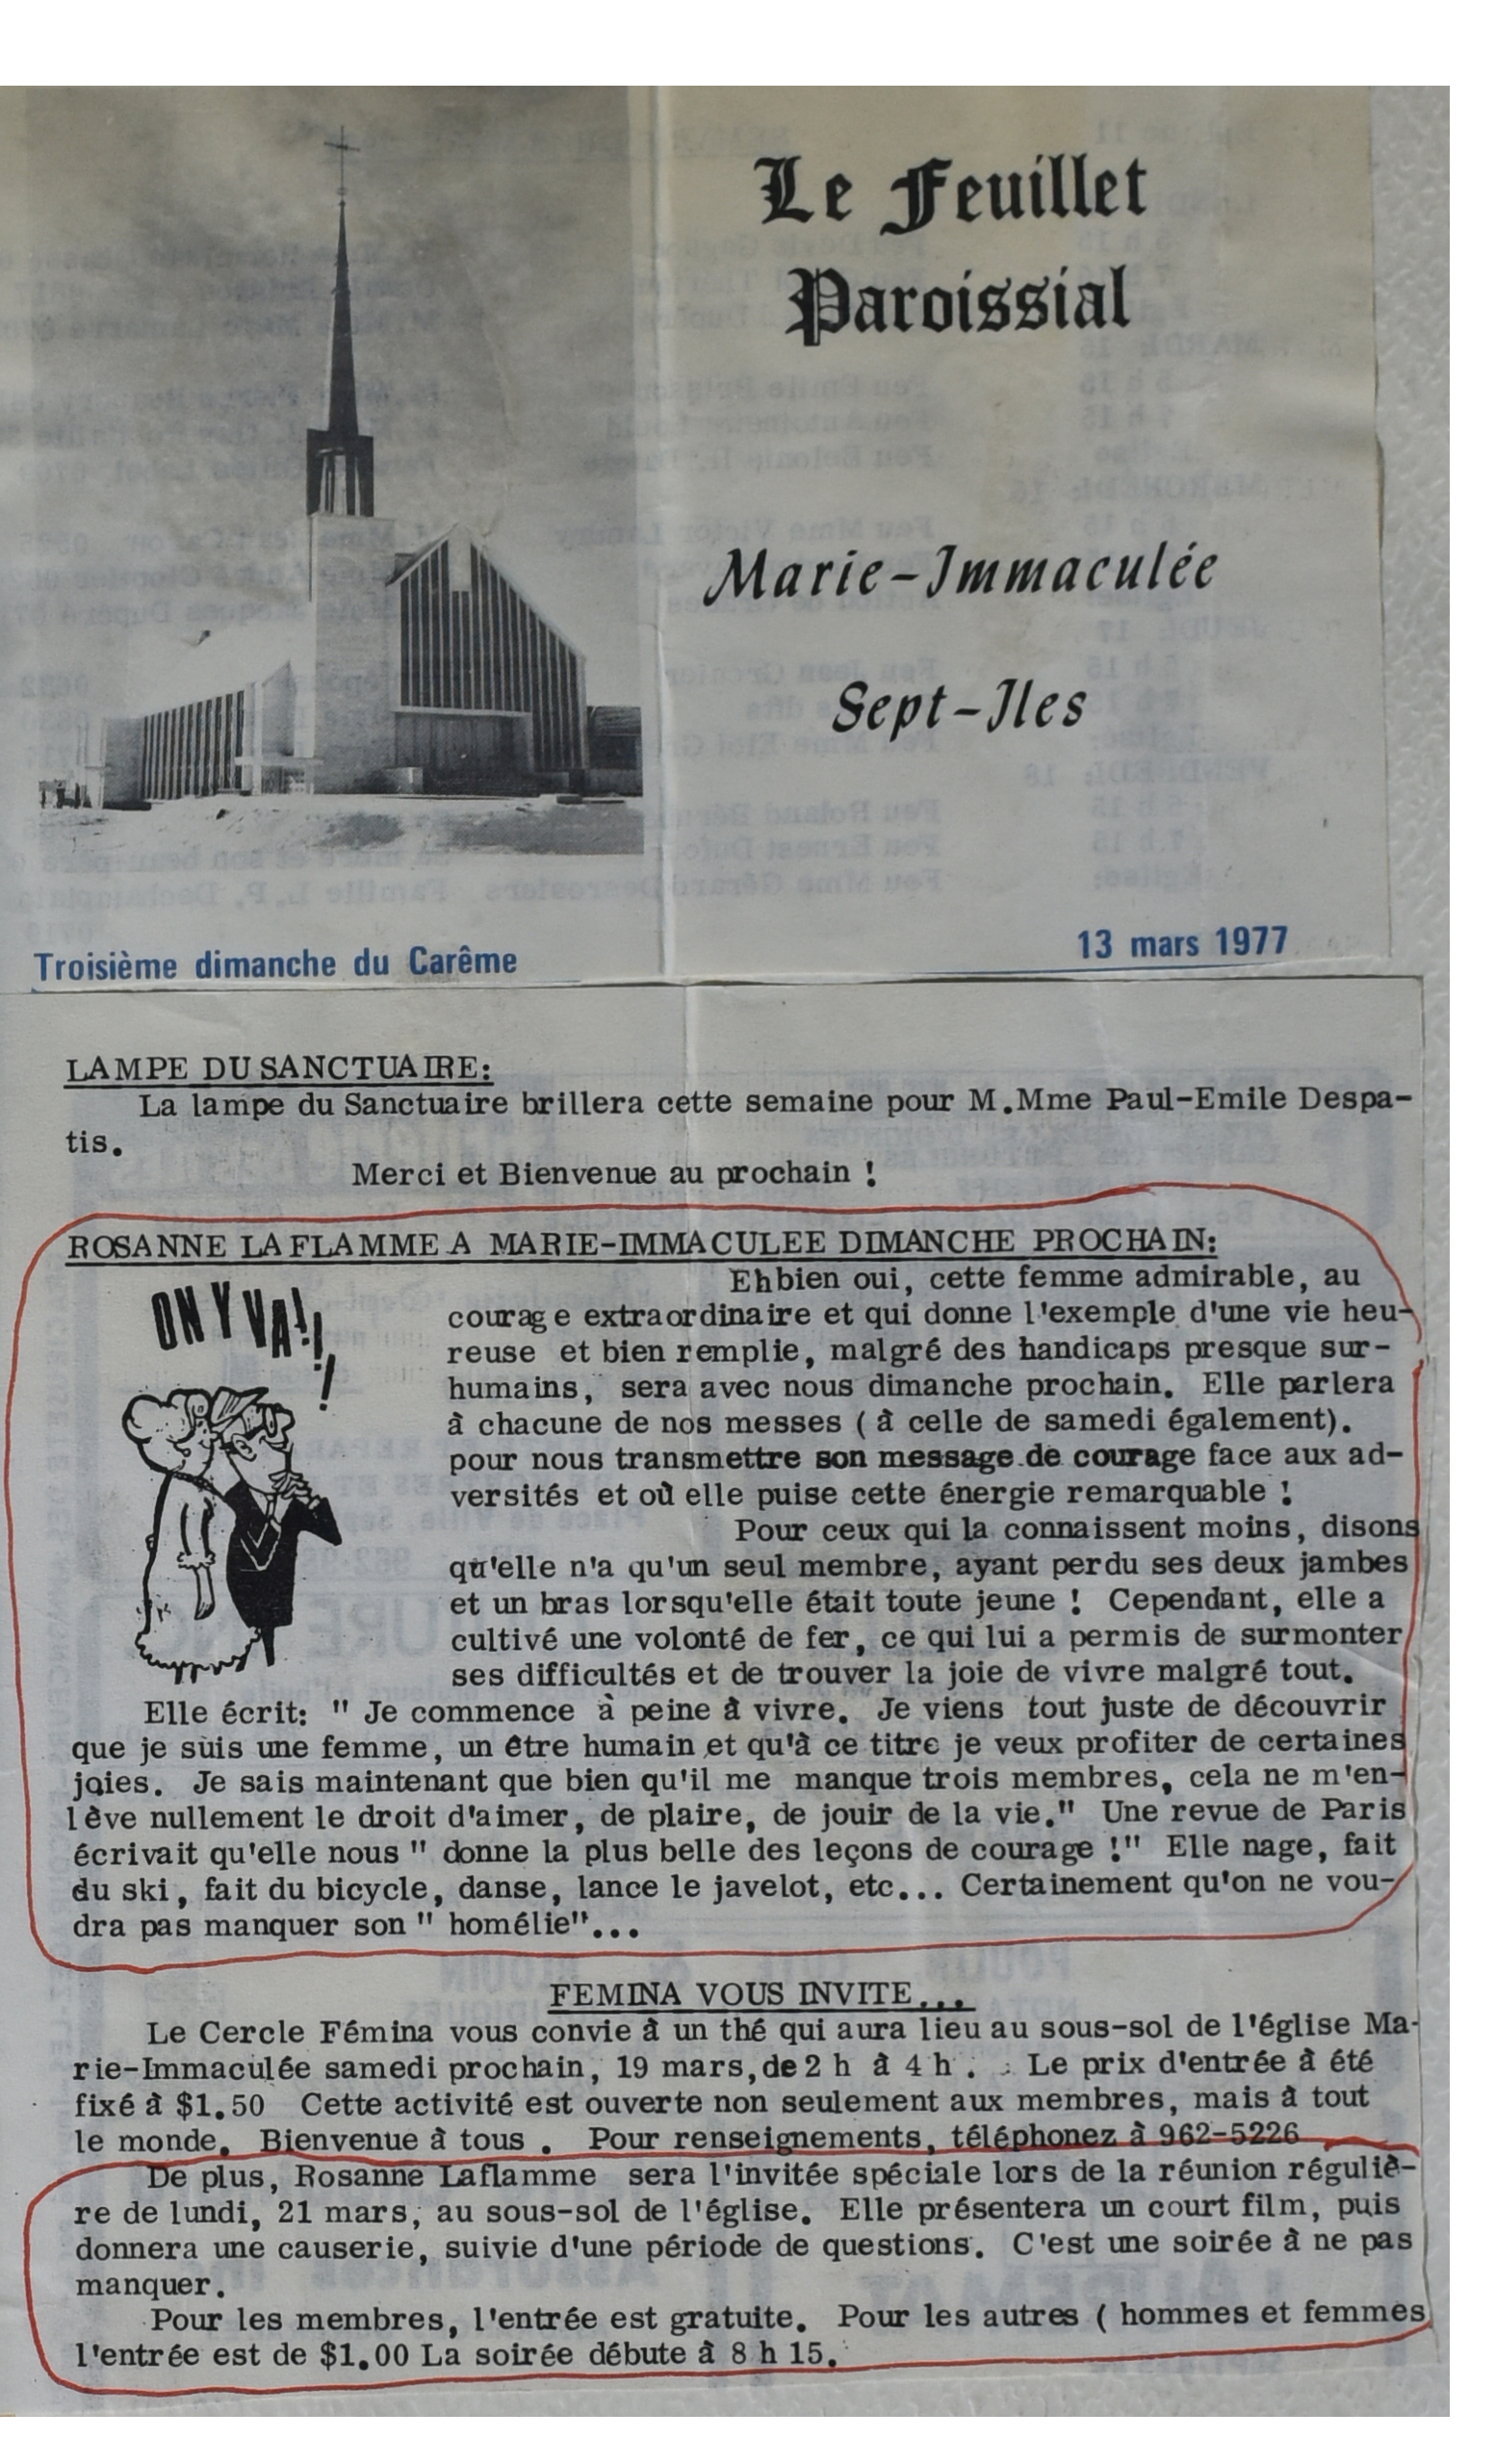 Le Feuillet
Paroissial
Marie-Immaculée
Sept-Iles
Troisième dimanche du Carême
13 mars 1977
LAMPE DU SANCTUAIRE:
La lampe du Sanctuaire brillera cette semaine pour M.Mme Paul-Emile Despa-
tis.
Merci et Bienvenue au prochain !
ROSANNE LAFLAMME A MARIE-IMMACULEE DIMANCHE PROCHAIN:
ON Y VA!!!
Eh bien oui, cette femme admirable, au
courage extraordinaire et qui donne l'exemple d'une vie heu-
reuse et bien remplie, malgré des handicaps presque sur-
humains, sera avec nous dimanche prochain. Elle parlera
à chacune de nos messes ( à celle de samedi également).
pour nous transmettre son message de courage face aux ad-
versités et où elle puise cette énergie remarquable !
Pour ceux qui la connaissent moins, disons
qu'elle n'a qu'un seul membre, ayant perdu ses deux jambes
et un bras lorsqu'elle était toute jeune ! Cependant, elle a
cultivé une volonté de fer, ce qui lui a permis de surmonter
ses difficultés et de trouver la joie de vivre malgré tout.
Elle écrit: " Je commence à peine à vivre. Je viens tout juste de découvrir
que je suis une femme, un être humain et qu'à ce titre je veux profiter de certaines
joies. Je sais maintenant que bien qu'il me manque trois membres, cela ne m'en-
lève nullement le droit d'aimer, de plaire, de jouir de la vie." Une revue de Paris
écrivait qu'elle nous " donne la plus belle des leçons de courage !" Elle nage, fait
du ski, fait du bicycle, danse, lance le javelot, etc... Certainement qu'on ne vou-
dra pas manquer son " homélie"...
FEMINA VOUS INVITE...
Le Cercle Fémina vous convie à un thé qui aura lieu au sous-sol de l'église Ma-
rie-Immaculée samedi prochain, 19 mars, de 2 h à 4 h . Le prix d'entrée à été
fixé à $1.50 Cette activité est ouverte non seulement aux membres, mais à tout
le monde. Bienvenue à tous . Pour renseignements, téléphonez à 962-5226
De plus, Rosanne Laflamme sera l'invitée spéciale lors de la réunion réguliè-
re de lundi, 21 mars, au sous-sol de l'église. Elle présentera un court film, puis
donnera une causerie, suivie d'une période de questions. C'est une soirée à ne pas
manquer.
Pour les membres, l'entrée est gratuite. Pour les autres ( hommes et femmes
l'entrée est de $1.00 La soirée débute à 8 h 15.